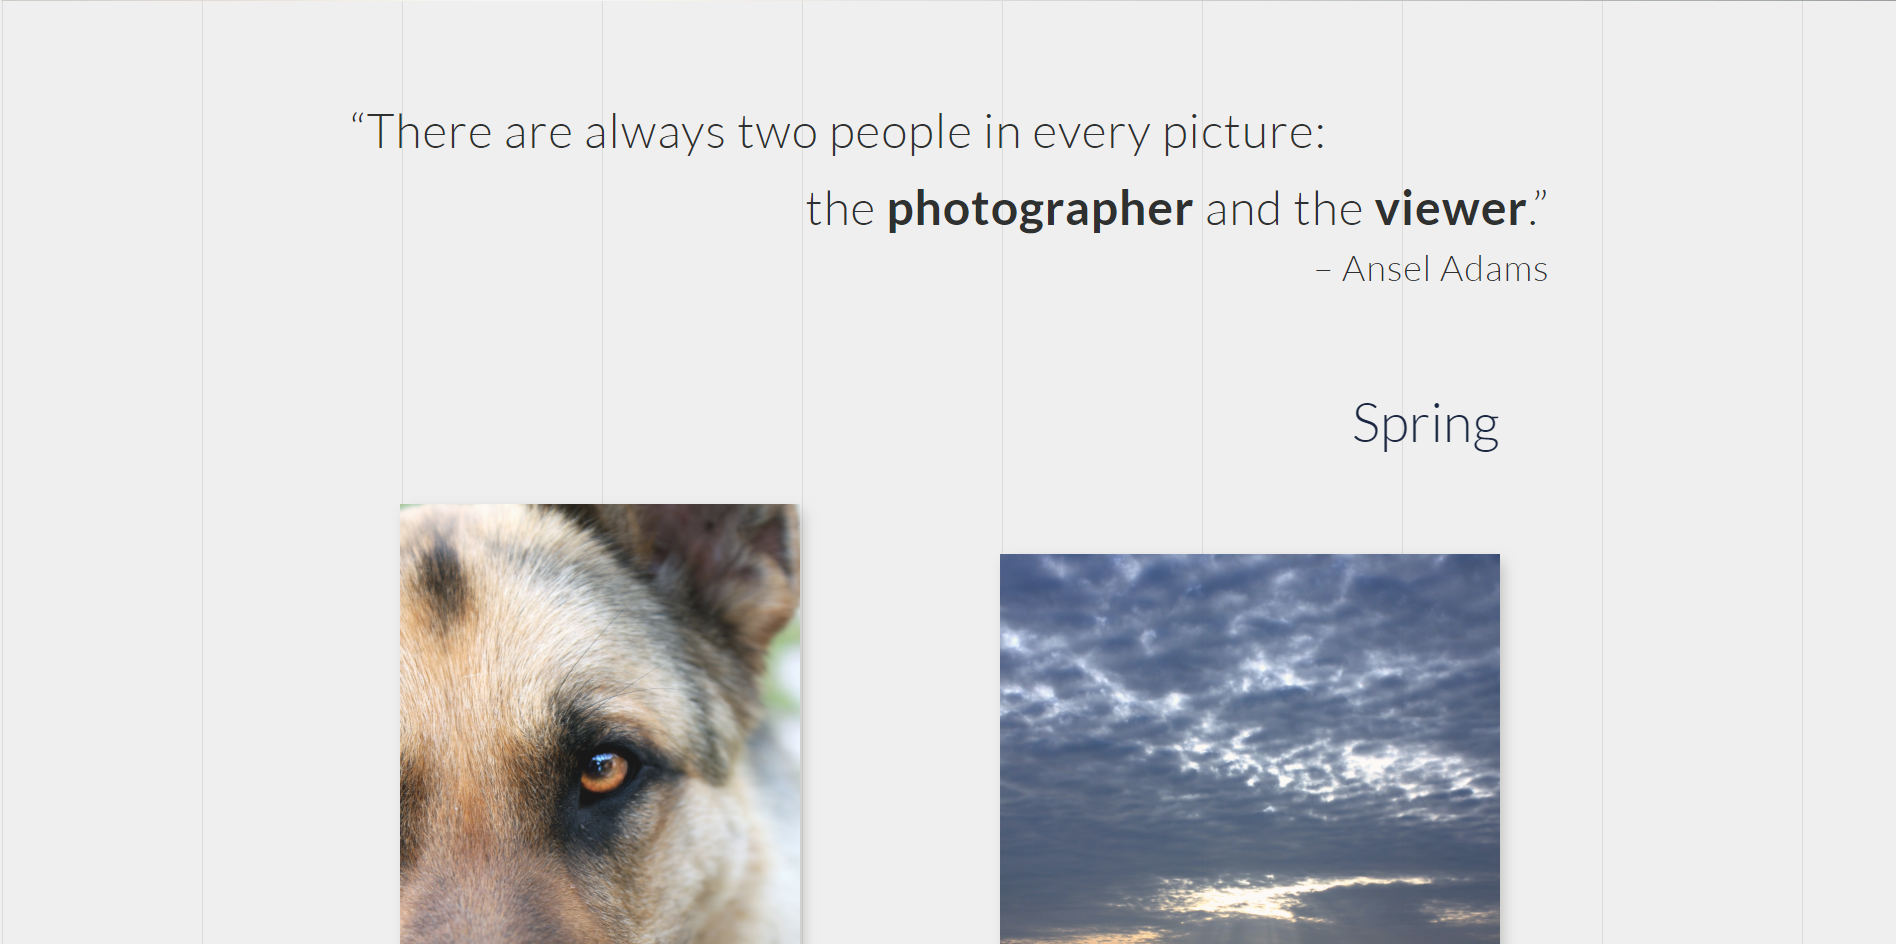 “There are always two people in every picture:
the photographer and the viewer.”
– Ansel Adams
Spring